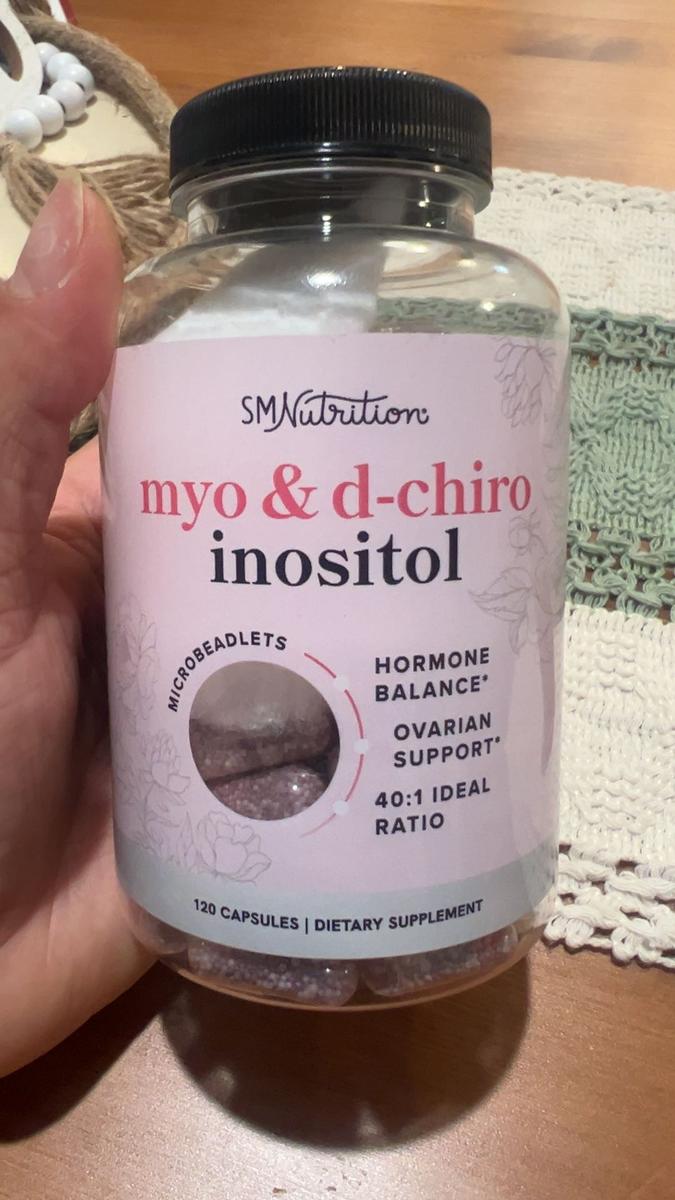 SMNutrition
myo & d-chiro
inositol
MICROBEADLETS
HORMONE
BALANCE*
OVARIAN
SUPPORT*
40:1 IDEAL
RATIO
120 CAPSULES | DIETARY SUPPLEMENT